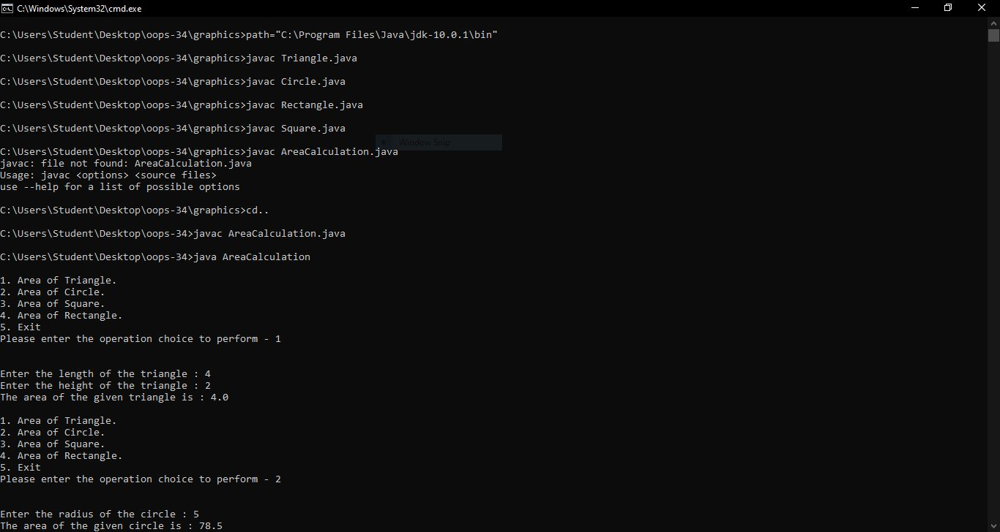 C:\Windows\System32\cmd.exe
C:\Users\Student\Desktop\oops-34\graphics>path="C:\Program Files\Java\jdk-10.0.1\bin"
C:\Users\Student\Desktop\oops-34\graphics>javac Triangle.java
C:\Users\Student\Desktop\oops-34\graphics>javac Circle.java
C:\Users\Student\Desktop\oops-34\graphics>javac Rectangle.java
C:\Users\Student\Desktop\oops-34\graphics>javac Square.java
Window Snip
C:\Users\Student\Desktop\oops-34\graphics>javac AreaCalculation.java
javac: file not found: AreaCalculation.java
Usage: javac <options> <source files>
use --help for a list of possible options
C:\Users\Student\Desktop\oops-34\graphics>cd..
C:\Users\Student\Desktop\oops-34>javac AreaCalculation.java
C:\Users\Student\Desktop\oops-34>java AreaCalculation
1. Area of Triangle.
2. Area of Circle.
3. Area of Square.
4. Area of Rectangle.
5. Exit
Please enter the operation choice to perform - 1
Enter the length of the triangle : 4
Enter the height of the triangle : 2
The area of the given triangle is : 4.0
1. Area of Triangle.
2. Area of Circle.
3. Area of Square.
4. Area of Rectangle.
5. Exit
Please enter the operation choice to perform - 2
Enter the radius of the circle : 5
The area of the given circle is : 78.5